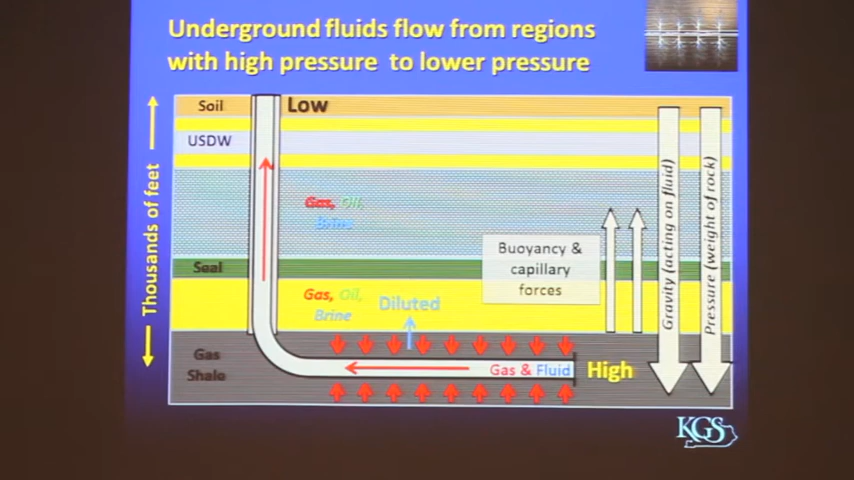 Underground fluids flow from regions
with high pressure to lower pressure
Soil
Low
USDW
Thousands of feet
Gas, Oil,
Brine
Seal
Gas, Oil,
Brine
Diluted
Buoyancy &
capillary
forces
Gravity (acting on fluid)
Pressure (weight of rock)
Gas
Shale
Gas & Fluid
High
KGS